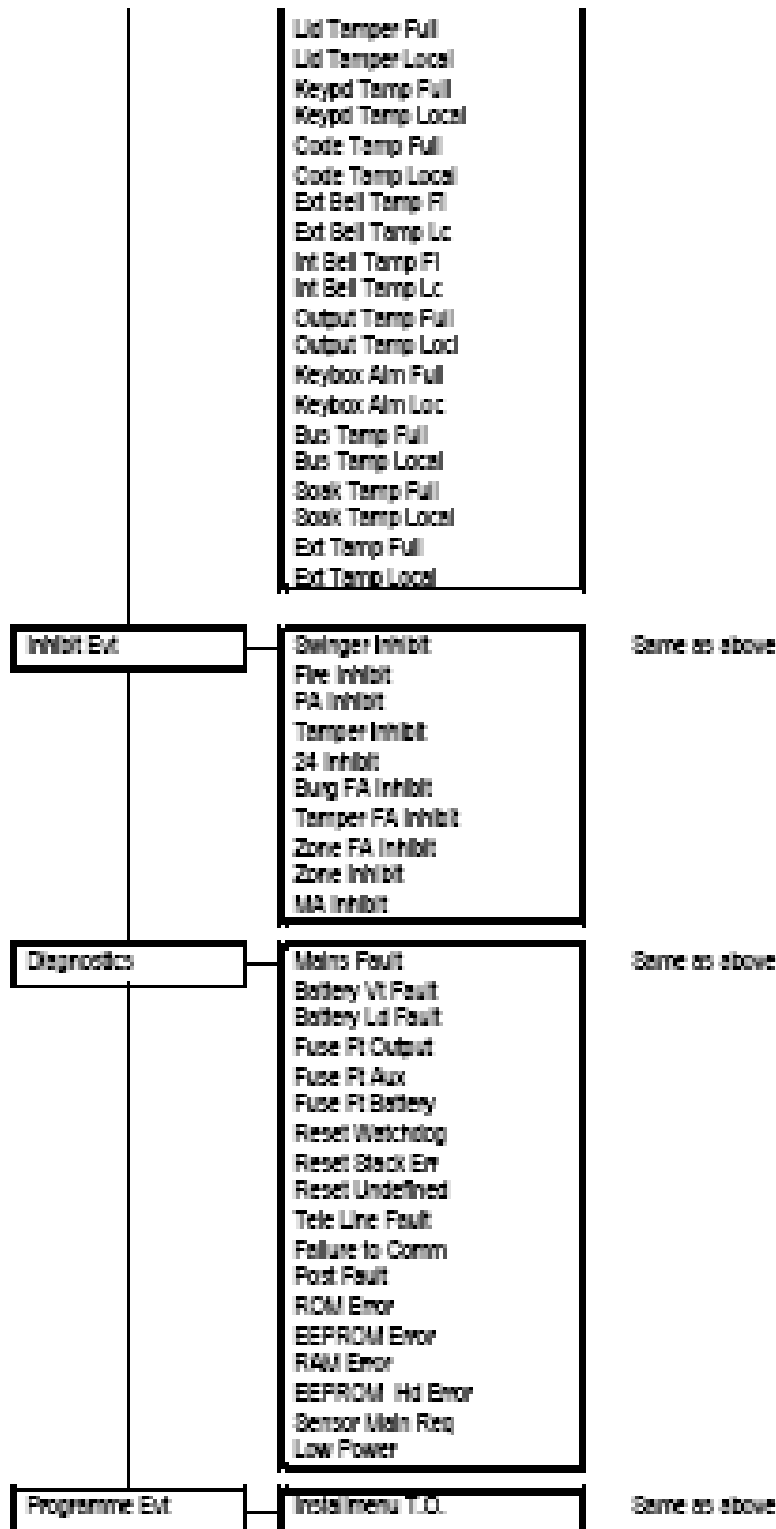 Lid Tamper Full
Lid Tamper Local
Keypd Tamp Full
Keypd Tamp Local
Code Tamp Full
Code Tamp Local
Ext Bell Tamp Fl
Ext Bell Tamp Lc
Int Bell Tamp Fl
Int Bell Tamp Lc
Output Tamp Full
Output Tamp Locl
Keybox Alm Full
Keybox Alm Loc
Bus Tamp Full
Bus Tamp Local
Soak Tamp Full
Soak Tamp Local
Ext Tamp Full
Ext Tamp Local
Inhibit Evt
Swinger Inhibit
Same as above
Fire Inhibit
PA Inhibit
Tamper Inhibit
24 Inhibit
Burg FA Inhibit
Tamper FA Inhibit
Zone FA Inhibit
Zone Inhibit
MA Inhibit
Diagnostics
Mains Fault
Same as above
Battery Vt Fault
Battery Ld Fault
Fuse Ft Output
Fuse Ft Aux
Fuse Ft Battery
Reset Watchdog
Reset Stack Err
Reset Undefined
Tele Line Fault
Failure to Comm
Post Fault
ROM Error
EEPROM Error
RAM Error
EEPROM Hd Error
Sensor Main Req
Low Power
Programme Evt
Installmenu T.O.
Same as above